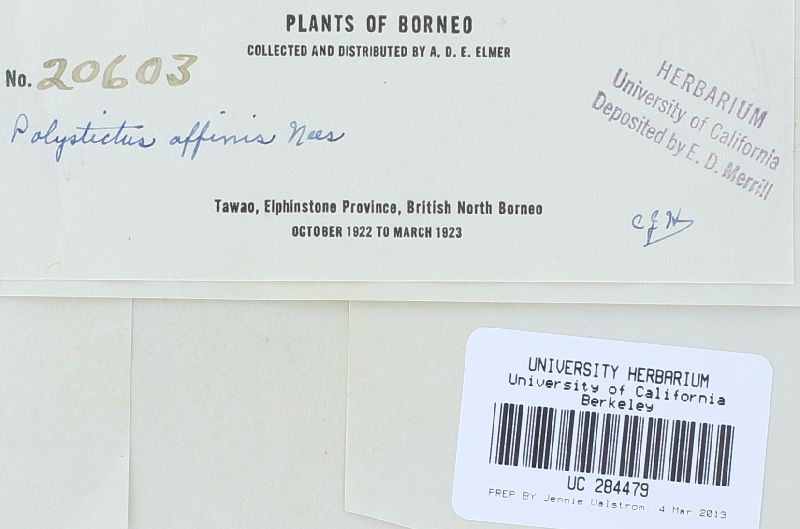 PLANTS OF BORNEO
COLLECTED AND DISTRIBUTED BY A. D. E. ELMER
No. 20603
Polystictus affinis Nees
HERBARIUM
University of California
Deposited by E. D. Merrill
Tawao, Elphinstone Province, British North Borneo
OCTOBER 1922 TO MARCH 1923
UNIVERSITY HERBARIUM
University of California
Berkeley
UC 284479
PREP BY Jennie Walstrom, 4 Mar 2013